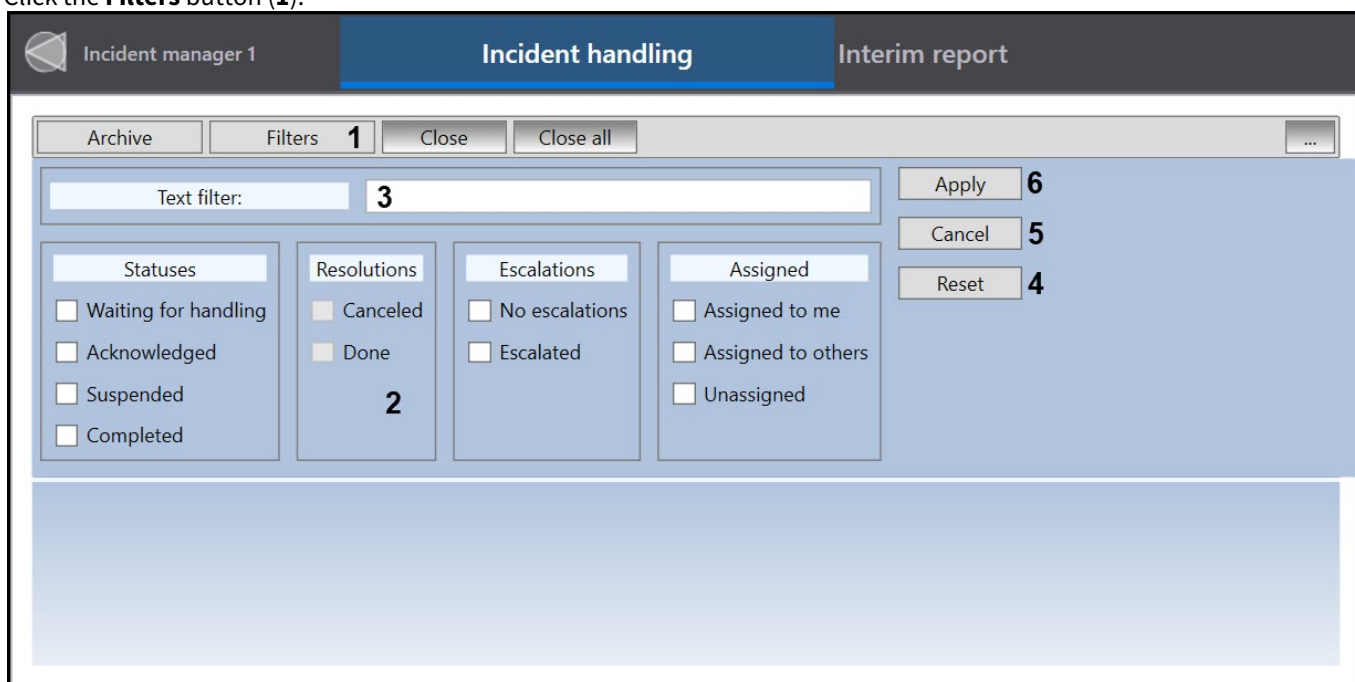 Click the Filters button (1).
Incident manager 1 Incident handling Interim report
Archive Filters 1 Close Close all ...
Text filter: 3 Apply 6
Cancel 5
Statuses Resolutions Escalations Assigned Reset 4
Waiting for handling Canceled No escalations Assigned to me
Acknowledged Done Escalated Assigned to others
Suspended 2 Unassigned
Completed